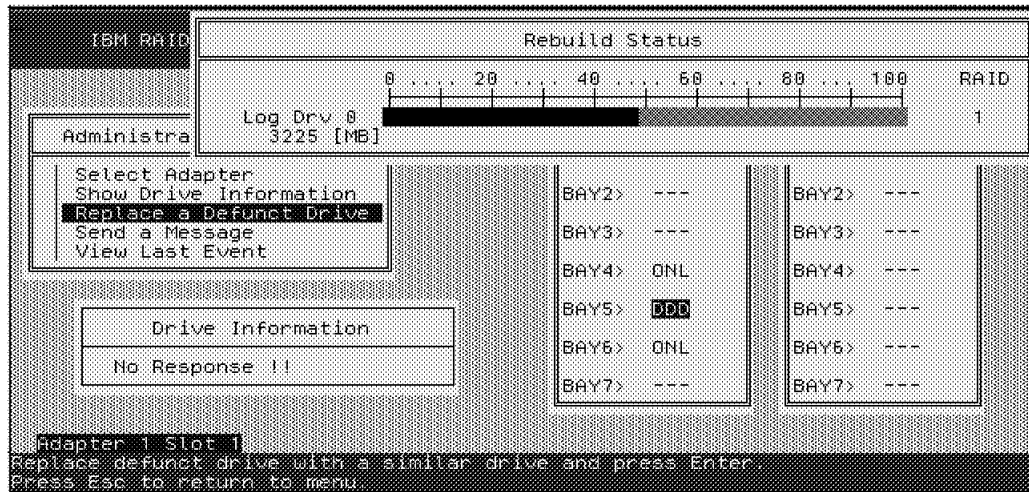 IBM RAID
Rebuild Status
0 .... 20 .... 40 ... 60 .... 80 ... 100 RAID
Log Drv 0 1
3225 [MB]
Administra
Select Adapter
Show Drive Information
Replace a Defunct Drive
Send a Message
View Last Event
BAY2> --- BAY2> ---
BAY3> --- BAY3> ---
BAY4> ONL BAY4> ---
BAY5> DDD BAY5> ---
BAY6> ONL BAY6> ---
BAY7> --- BAY7> ---
Drive Information
No Response !!
Adapter 1 Slot 1
Replace defunct drive with a similar drive and press Enter.
Press Esc to return to menu.